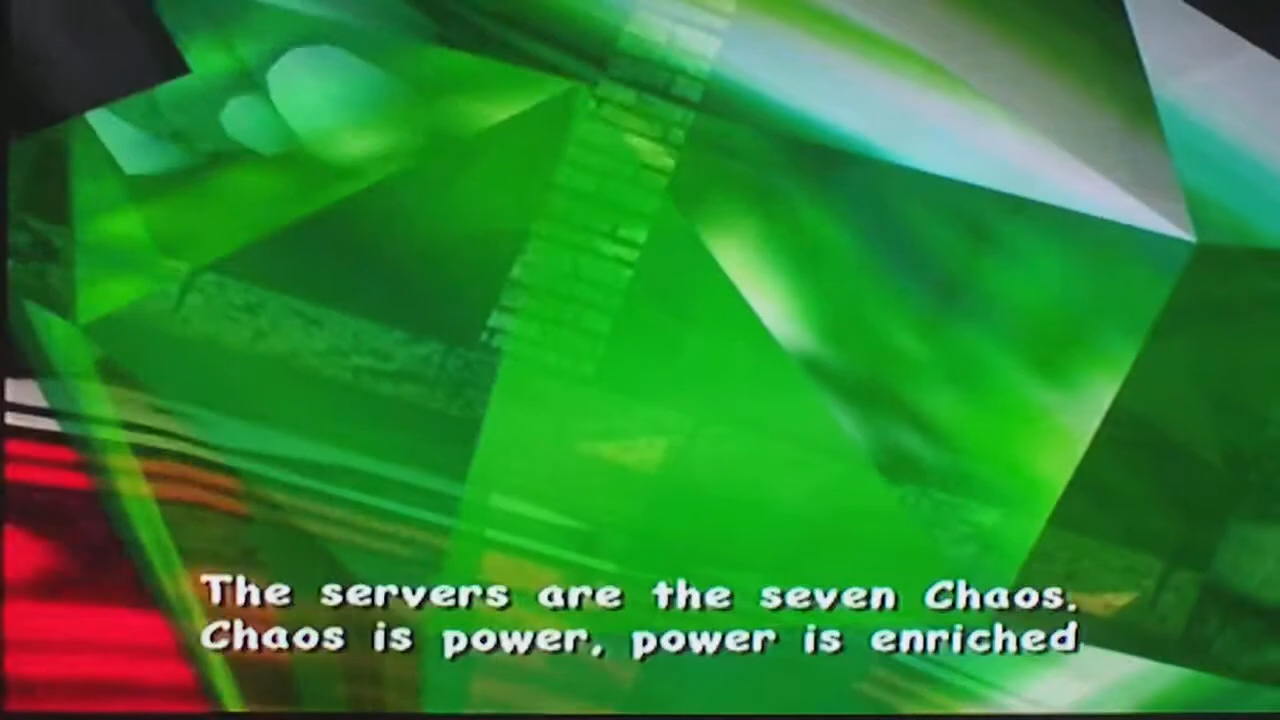 The servers are the seven Chaos.
Chaos is power, power is enriched